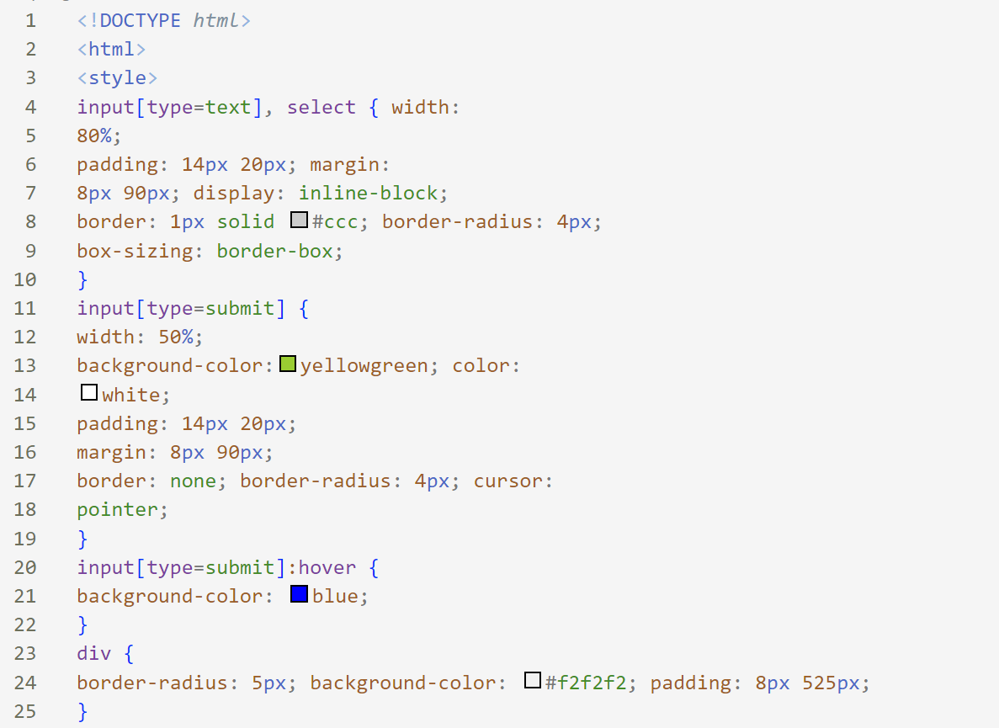 1 <!DOCTYPE html>
2 <html>
3 <style>
4 input[type=text], select { width:
5 80%;
6 padding: 14px 20px; margin:
7 8px 90px; display: inline-block;
8 border: 1px solid #ccc; border-radius: 4px;
9 box-sizing: border-box;
10 }
11 input[type=submit] {
12 width: 50%;
13 background-color: yellowgreen; color:
14 white;
15 padding: 14px 20px;
16 margin: 8px 90px;
17 border: none; border-radius: 4px; cursor:
18 pointer;
19 }
20 input[type=submit]:hover {
21 background-color: blue;
22 }
23 div {
24 border-radius: 5px; background-color: #f2f2f2; padding: 8px 525px;
25 }